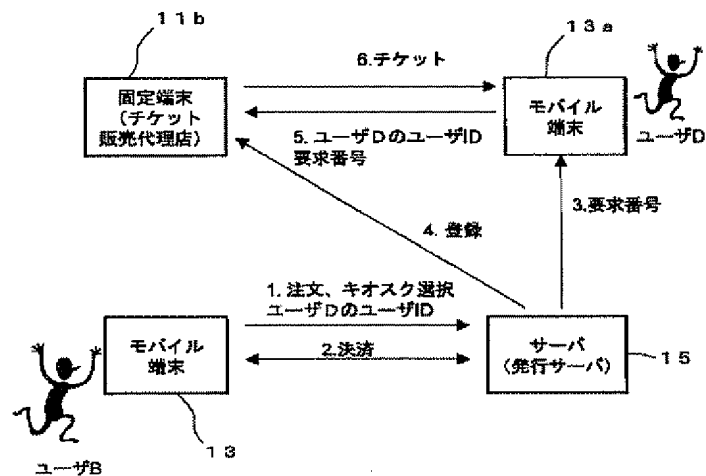 11b
13a
6.チケット
固定端末
(チケット
販売代理店)
モバイル
端末
ユーザD
5. ユーザDのユーザID
要求番号
3.要求番号
4. 登録
1. 注文、キオスク選択
ユーザDのユーザID
モバイル
端末
2.決済
サーバ
(発行サーバ)
15
13
ユーザB